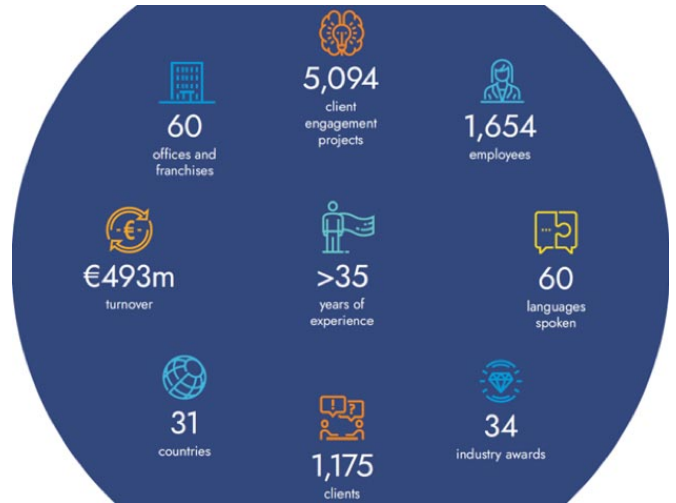 5,094
client
engagement
projects
60
offices and
franchises
1,654
employees
-€-
€493m
turnover
>35
years of
experience
...
60
languages
spoken
31
countries
! ?
1,175
clients
34
industry awards